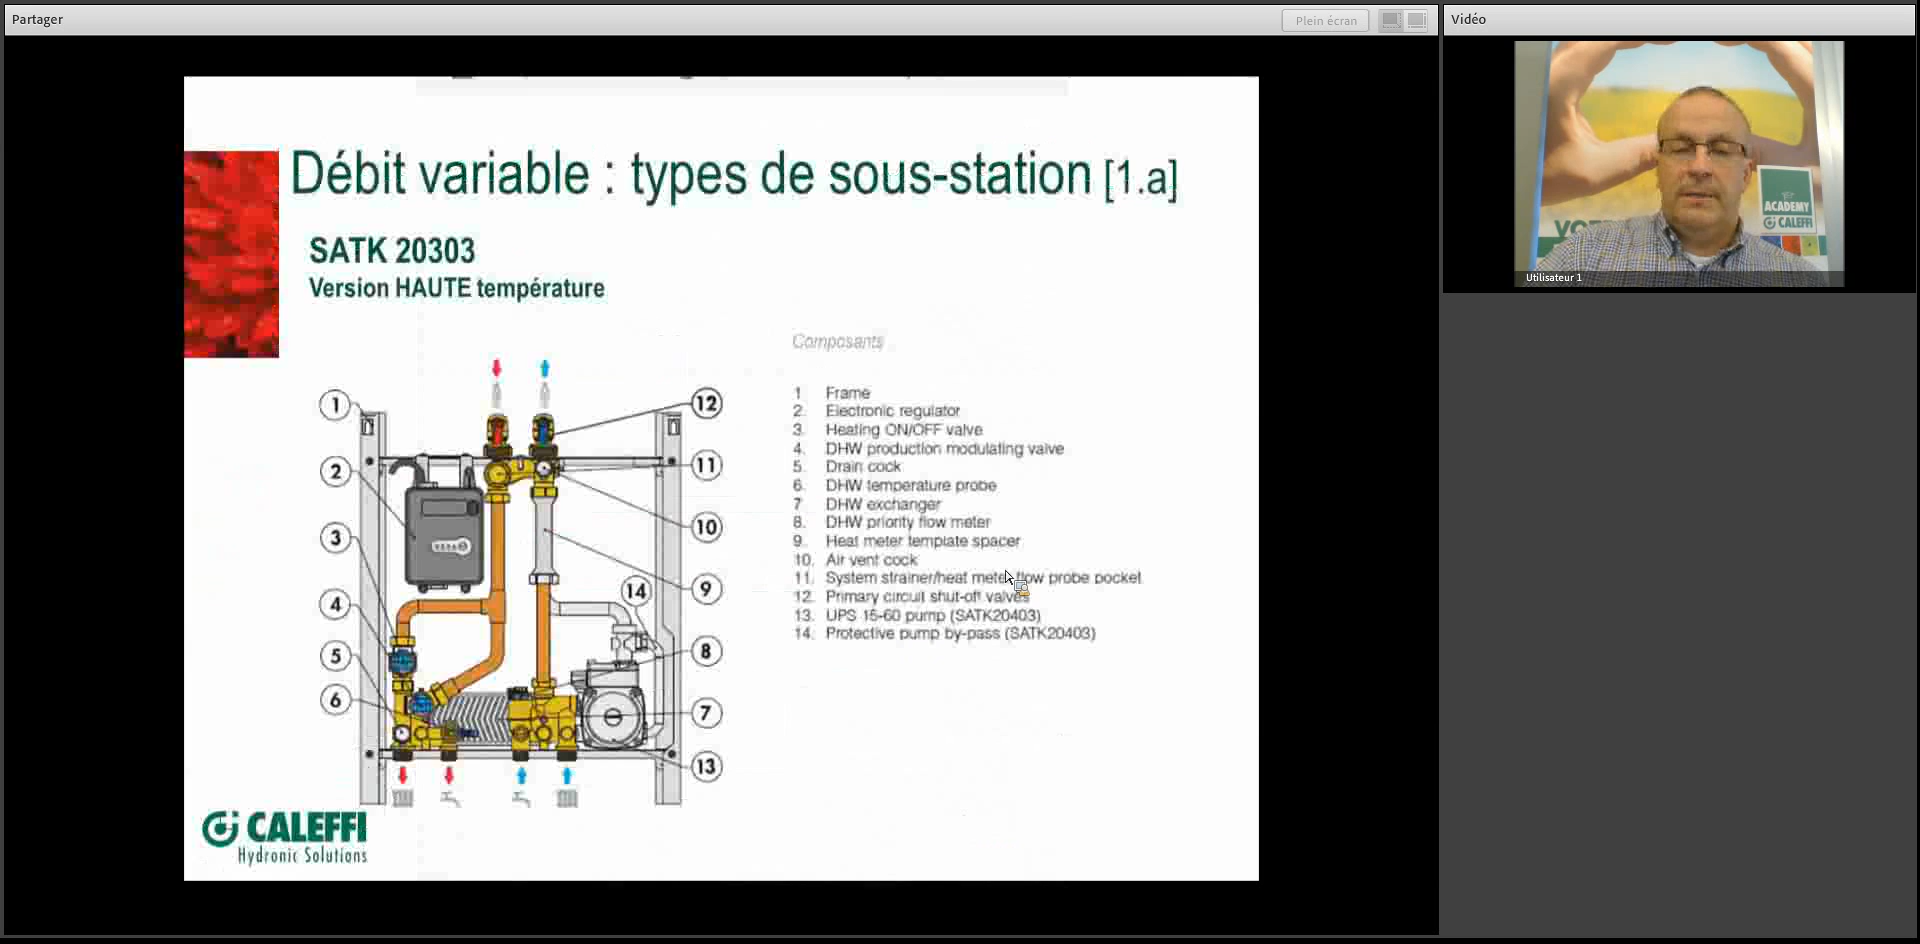 Partager
Plein écran
Vidéo
Débit variable : types de sous-station [1.a]
SATK 20303
Version HAUTE température
Composants
1 Frame
2. Electronic regulator
3. Heating ON/OFF valve
4. DHW production modulating valve
5. Drain cock
6. DHW temperature probe
7 DHW exchanger
8. DHW priority flow meter
9. Heat meter template spacer
10. Air vent cock
11. System strainer/heat meter flow probe pocket
12. Primary circuit shut-off valves
13. UPS 15-60 pump (SATK20403)
14. Protective pump by-pass (SATK20403)
1
2
3
4
5
6
12
11
10
9
14
8
7
13
CALEFFI
Hydronic Solutions
ACADEMY
CALEFFI
Utilisateur 1